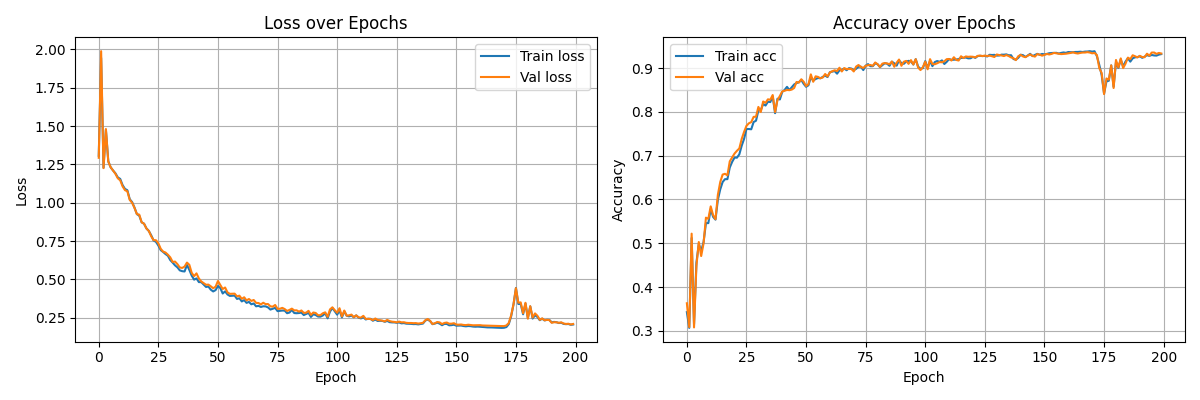 Loss over Epochs
Train loss
Val loss
2.00
1.75
1.50
1.25
1.00
0.75
0.50
0.25
Loss
0 25 50 75 100 125 150 175 200
Epoch
Accuracy over Epochs
Train acc
Val acc
0.9
0.8
0.7
0.6
0.5
0.4
0.3
Accuracy
0 25 50 75 100 125 150 175 200
Epoch